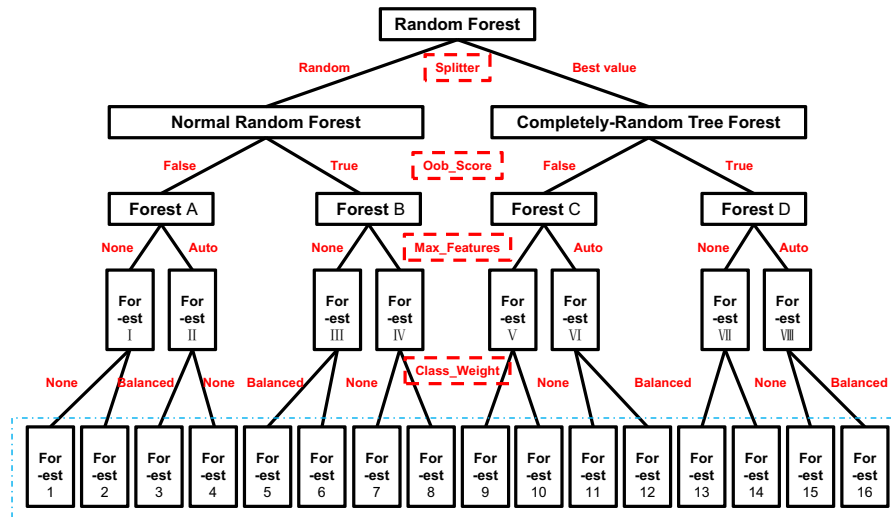 Random Forest
Random
Splitter
Best value
Normal Random Forest
Completely-Random Tree Forest
False
True
Oob_Score
False
True
Forest A
Forest B
Forest C
Forest D
None
Auto
None
Max_Features
Auto
None
Auto
For
-est
I
For
-est
II
For
-est
III
For
-est
IV
For
-est
V
For
-est
VI
For
-est
VII
For
-est
VIII
None
Balanced
None
Balanced
None
Class_Weight
None
Balanced
None
Balanced
For
-est
1
For
-est
2
For
-est
3
For
-est
4
For
-est
5
For
-est
6
For
-est
7
For
-est
8
For
-est
9
For
-est
10
For
-est
11
For
-est
12
For
-est
13
For
-est
14
For
-est
15
For
-est
16